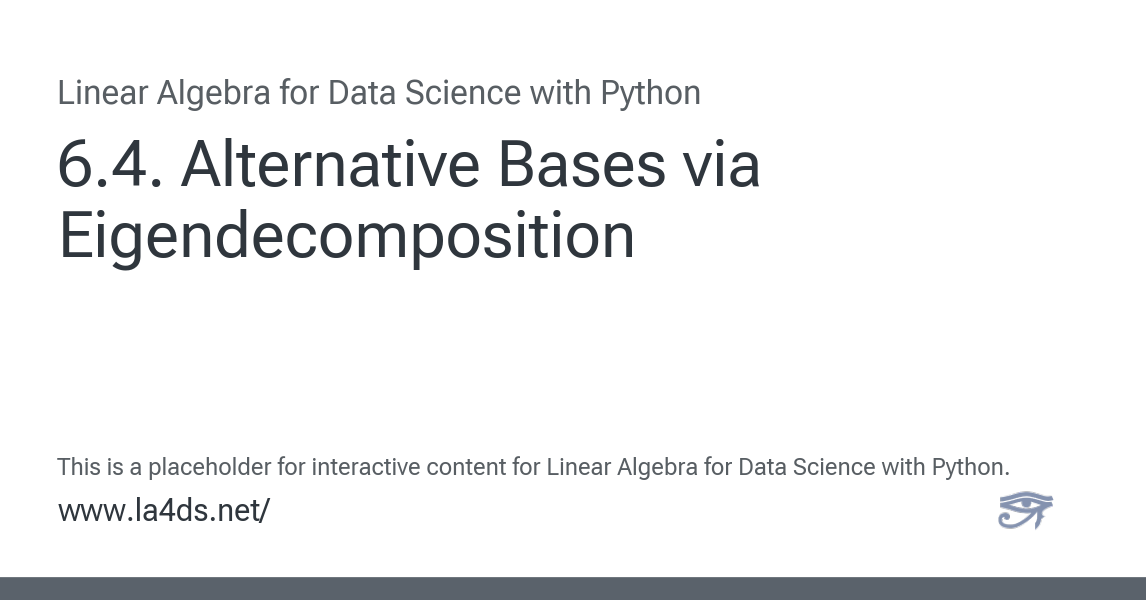 Linear Algebra for Data Science with Python
6.4. Alternative Bases via
Eigendecomposition
This is a placeholder for interactive content for Linear Algebra for Data Science with Python.
www.la4ds.net/